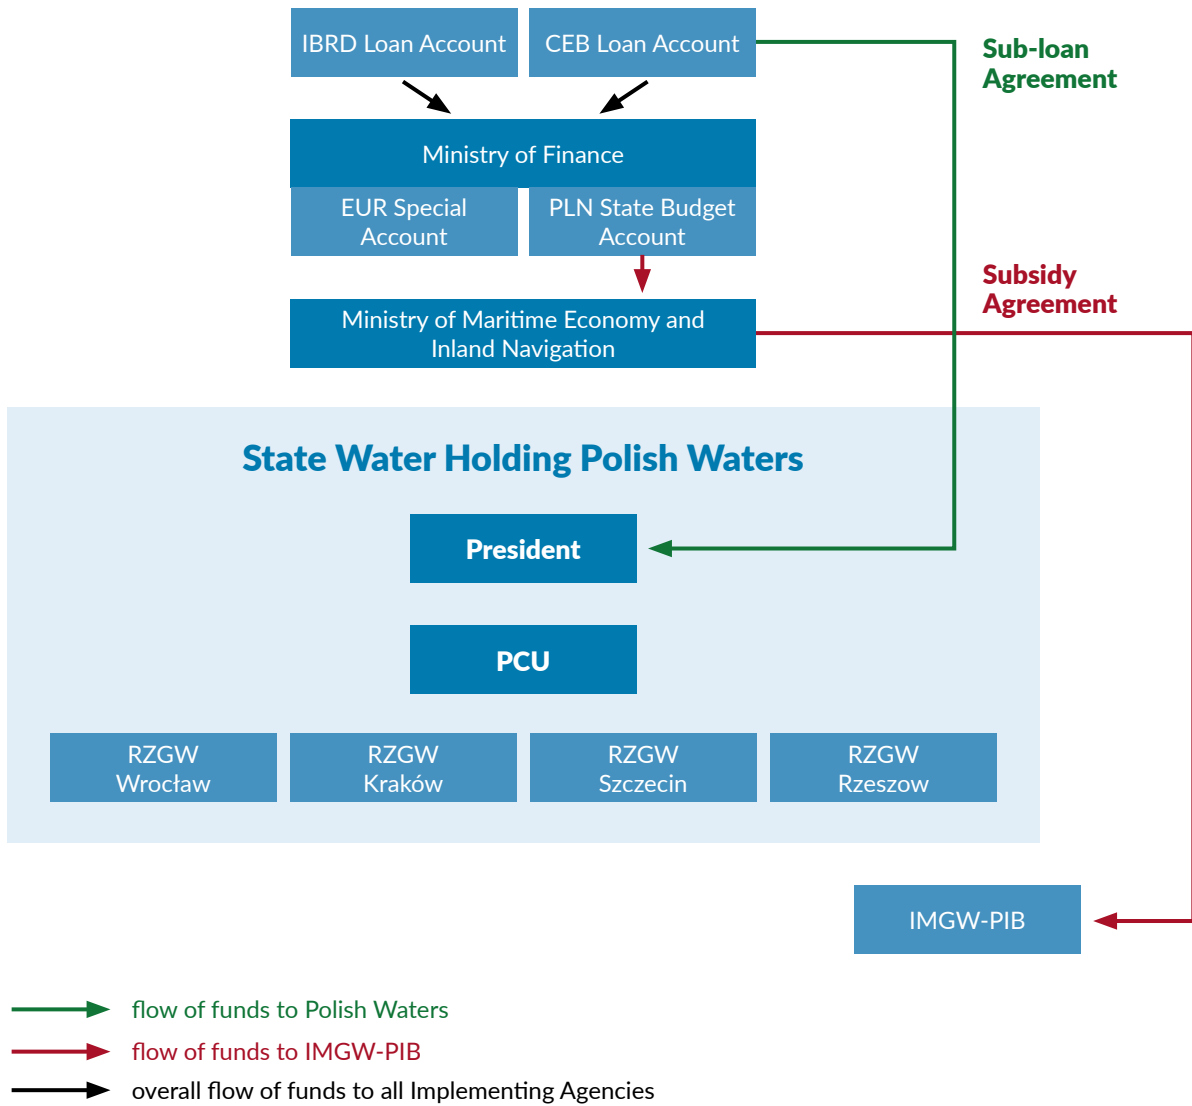 IBRD Loan Account
CEB Loan Account
Sub-loan
Agreement
Ministry of Finance
EUR Special
Account
PLN State Budget
Account
Subsidy
Agreement
Ministry of Maritime Economy and
Inland Navigation
State Water Holding Polish Waters
President
PCU
RZGW
Wrocław
RZGW
Kraków
RZGW
Szczecin
RZGW
Rzeszow
IMGW-PIB
flow of funds to Polish Waters
flow of funds to IMGW-PIB
overall flow of funds to all Implementing Agencies